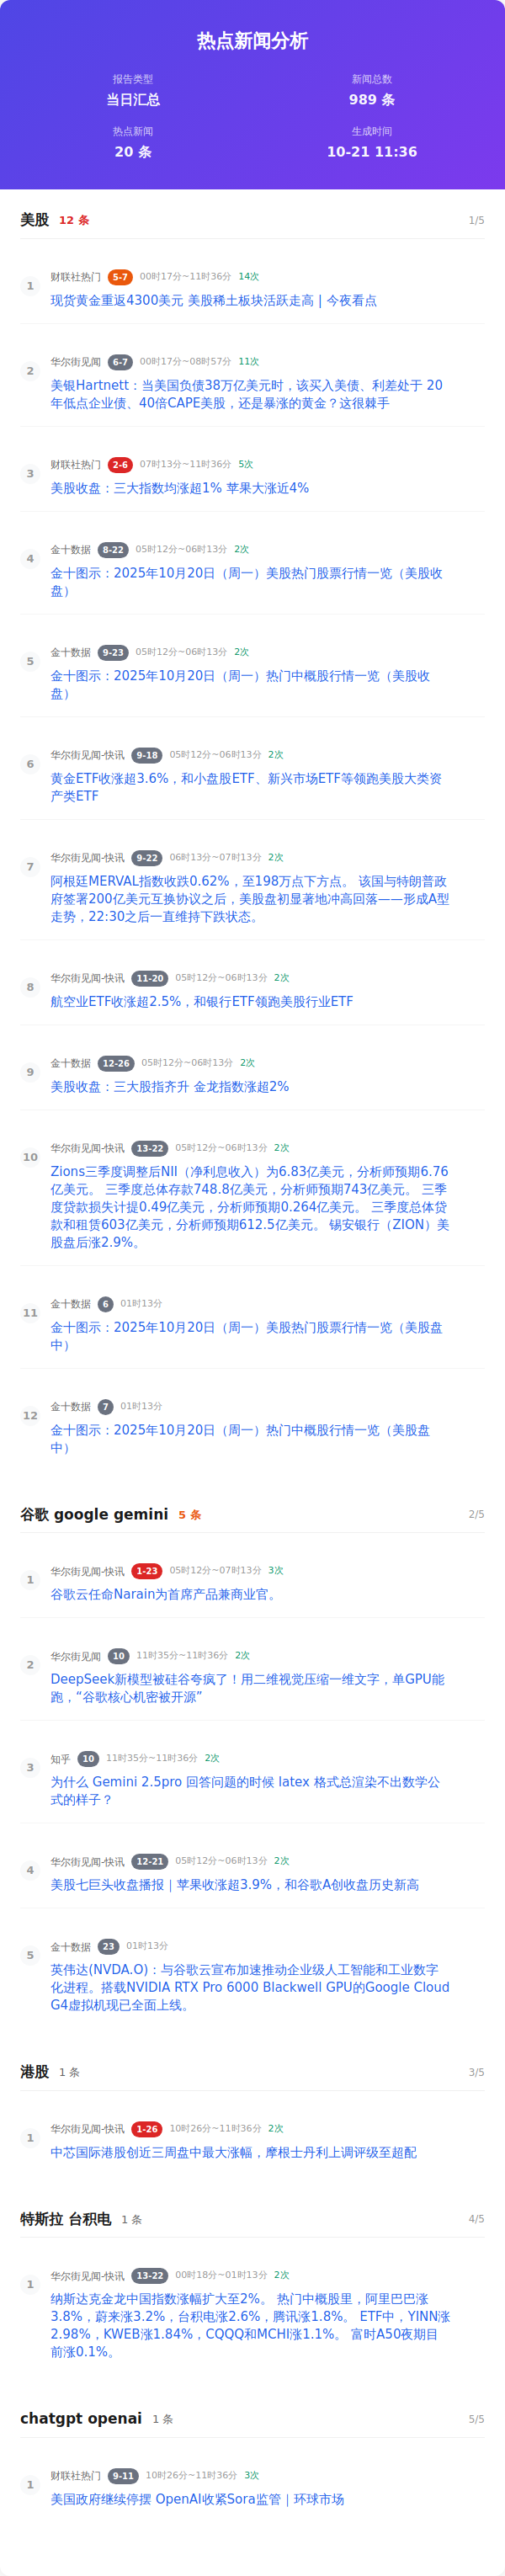 热点新闻分析
报告类型
当日汇总
新闻总数
989 条
热点新闻
20 条
生成时间
10-21 11:36
美股 12 条 1/5
1 财联社热门 5-7 00时17分~11时36分 14次
现货黄金重返4300美元 美股稀土板块活跃走高 | 今夜看点
2 华尔街见闻 6-7 00时17分~08时57分 11次
美银Hartnett：当美国负债38万亿美元时，该买入美债、利差处于 20
年低点企业债、40倍CAPE美股，还是暴涨的黄金？这很棘手
3 财联社热门 2-6 07时13分~11时36分 5次
美股收盘：三大指数均涨超1% 苹果大涨近4%
4 金十数据 8-22 05时12分~06时13分 2次
金十图示：2025年10月20日（周一）美股热门股票行情一览（美股收
盘）
5 金十数据 9-23 05时12分~06时13分 2次
金十图示：2025年10月20日（周一）热门中概股行情一览（美股收
盘）
6 华尔街见闻-快讯 9-18 05时12分~06时13分 2次
黄金ETF收涨超3.6%，和小盘股ETF、新兴市场ETF等领跑美股大类资
产类ETF
7 华尔街见闻-快讯 9-22 06时13分~07时13分 2次
阿根廷MERVAL指数收跌0.62%，至198万点下方点。 该国与特朗普政
府签署200亿美元互换协议之后，美股盘初显著地冲高回落——形成A型
走势，22:30之后一直维持下跌状态。
8 华尔街见闻-快讯 11-20 05时12分~06时13分 2次
航空业ETF收涨超2.5%，和银行ETF领跑美股行业ETF
9 金十数据 12-26 05时12分~06时13分 2次
美股收盘：三大股指齐升 金龙指数涨超2%
10 华尔街见闻-快讯 13-22 05时12分~06时13分 2次
Zions三季度调整后NII（净利息收入）为6.83亿美元，分析师预期6.76
亿美元。 三季度总体存款748.8亿美元，分析师预期743亿美元。 三季
度贷款损失计提0.49亿美元，分析师预期0.264亿美元。 三季度总体贷
款和租赁603亿美元，分析师预期612.5亿美元。 锡安银行（ZION）美
股盘后涨2.9%。
11 金十数据 6 01时13分
金十图示：2025年10月20日（周一）美股热门股票行情一览（美股盘
中）
12 金十数据 7 01时13分
金十图示：2025年10月20日（周一）热门中概股行情一览（美股盘
中）
谷歌 google gemini 5 条 2/5
1 华尔街见闻-快讯 1-23 05时12分~07时13分 3次
谷歌云任命Narain为首席产品兼商业官。
2 华尔街见闻 10 11时35分~11时36分 2次
DeepSeek新模型被硅谷夸疯了！用二维视觉压缩一维文字，单GPU能
跑，“谷歌核心机密被开源”
3 知乎 10 11时35分~11时36分 2次
为什么 Gemini 2.5pro 回答问题的时候 latex 格式总渲染不出数学公
式的样子？
4 华尔街见闻-快讯 12-21 05时12分~06时13分 2次
美股七巨头收盘播报｜苹果收涨超3.9%，和谷歌A创收盘历史新高
5 金十数据 23 01时13分
英伟达(NVDA.O)：与谷歌云宣布加速推动企业级人工智能和工业数字
化进程。搭载NVIDIA RTX Pro 6000 Blackwell GPU的Google Cloud
G4虚拟机现已全面上线。
港股 1 条 3/5
1 华尔街见闻-快讯 1-26 10时26分~11时36分 2次
中芯国际港股创近三周盘中最大涨幅，摩根士丹利上调评级至超配
特斯拉 台积电 1 条 4/5
1 华尔街见闻-快讯 13-22 00时18分~01时13分 2次
纳斯达克金龙中国指数涨幅扩大至2%。 热门中概股里，阿里巴巴涨
3.8%，蔚来涨3.2%，台积电涨2.6%，腾讯涨1.8%。 ETF中，YINN涨
2.98%，KWEB涨1.84%，CQQQ和MCHI涨1.1%。 富时A50夜期目
前涨0.1%。
chatgpt openai 1 条 5/5
1 财联社热门 9-11 10时26分~11时36分 3次
美国政府继续停摆 OpenAI收紧Sora监管｜环球市场